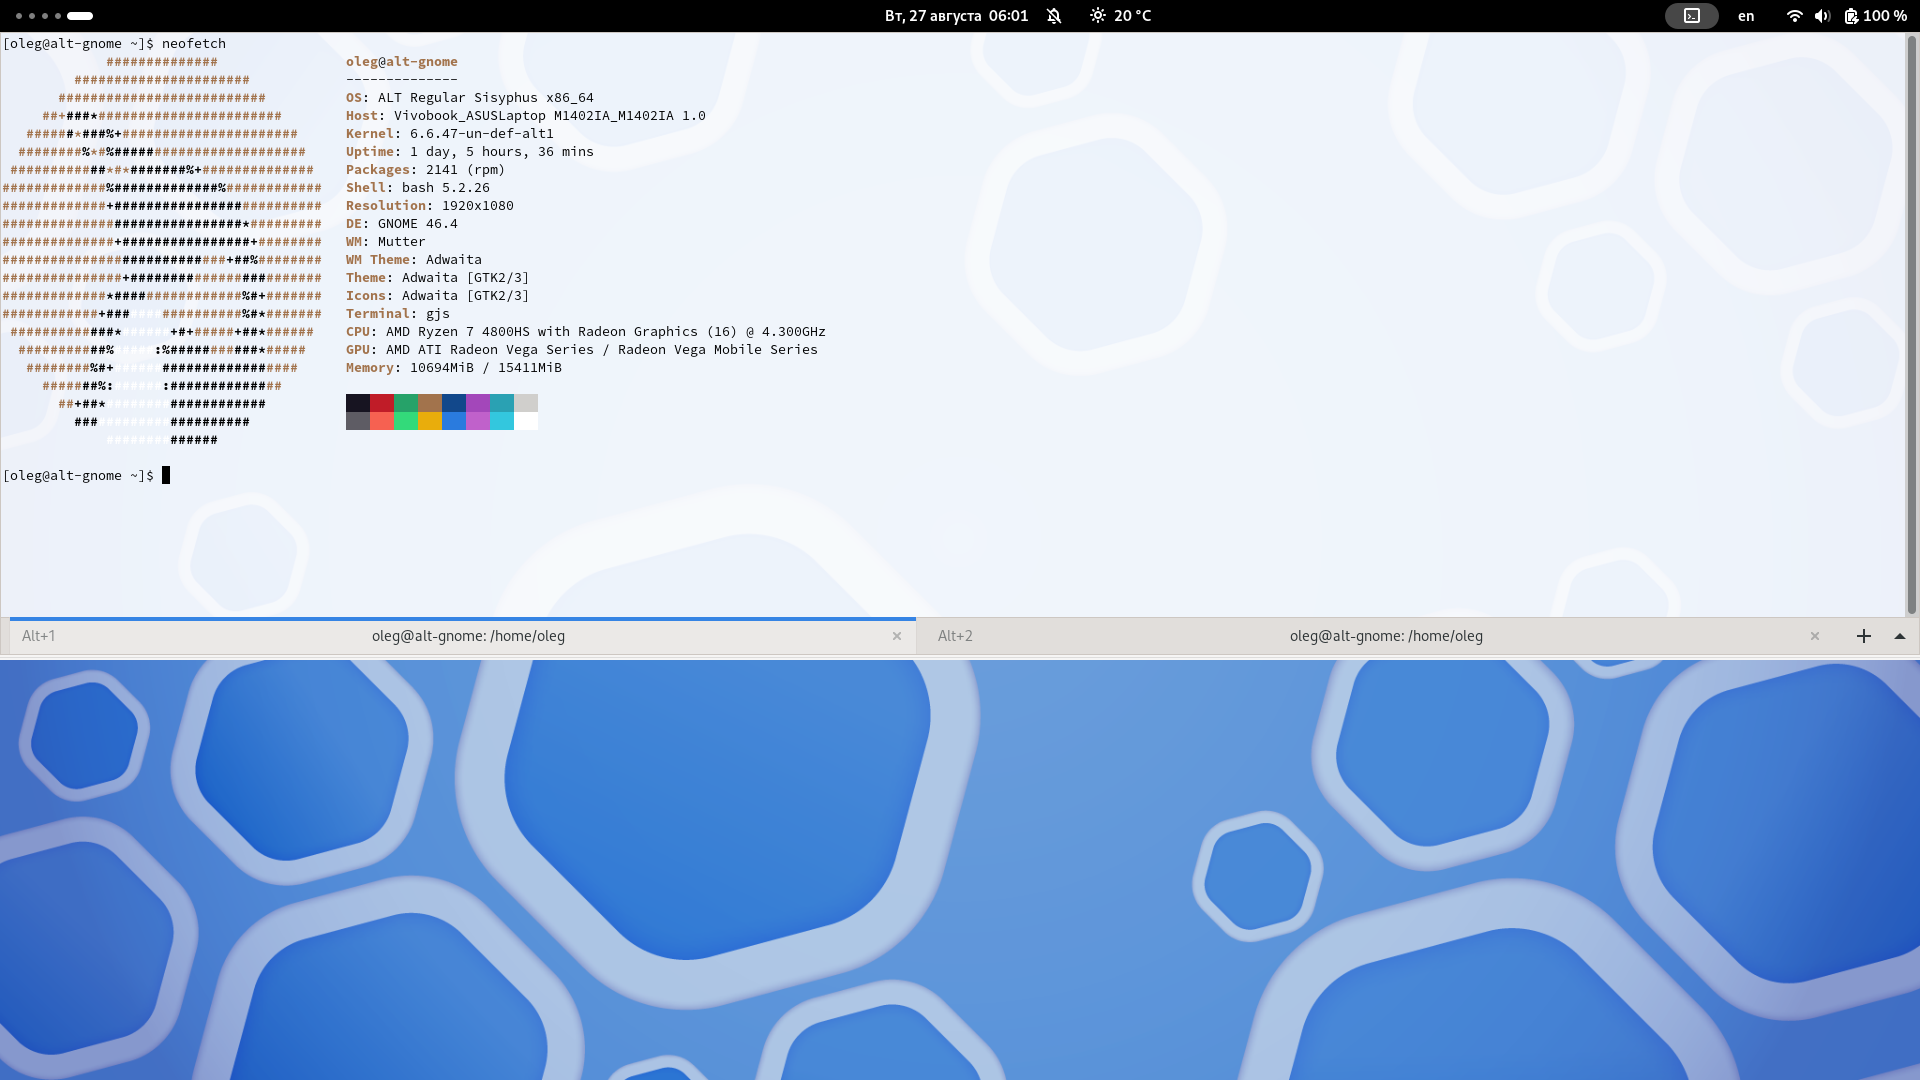 Вт, 27 августа 06:01 20 °C en 100 %
[oleg@alt-gnome ~]$ neofetch
oleg@alt-gnome
--------------
OS: ALT Regular Sisyphus x86_64
Host: Vivobook_ASUSLaptop M1402IA_M1402IA 1.0
Kernel: 6.6.47-un-def-alt1
Uptime: 1 day, 5 hours, 36 mins
Packages: 2141 (rpm)
Shell: bash 5.2.26
Resolution: 1920x1080
DE: GNOME 46.4
WM: Mutter
WM Theme: Adwaita
Theme: Adwaita [GTK2/3]
Icons: Adwaita [GTK2/3]
Terminal: gjs
CPU: AMD Ryzen 7 4800HS with Radeon Graphics (16) @ 4.300GHz
GPU: AMD ATI Radeon Vega Series / Radeon Vega Mobile Series
Memory: 10694MiB / 15411MiB
[oleg@alt-gnome ~]$
Alt+1 oleg@alt-gnome: /home/oleg × Alt+2 oleg@alt-gnome: /home/oleg ×